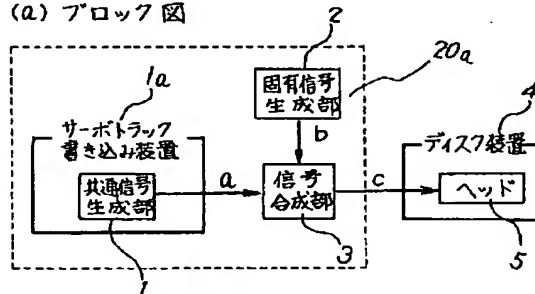 (a) ブロック図
2
20a
1a
固有信号
生成部
4
サーボトラック
書き込み装置
b
ディスク装置
共通信号
生成部
a
信号
合成部
c
ヘッド
3
5
1